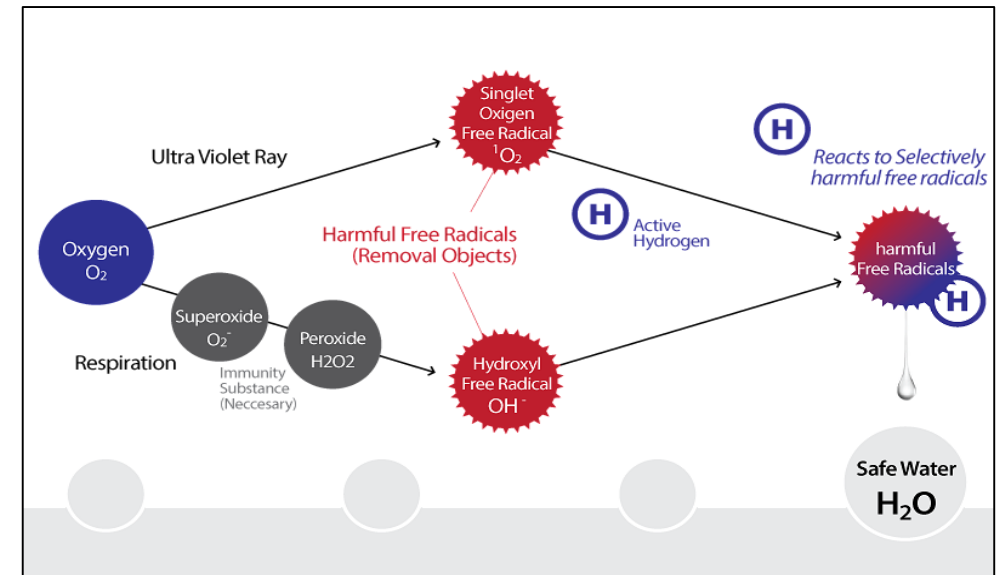 Singlet
Oxigen
Free Radical
¹O₂
H
Reacts to Selectively
harmful free radicals
Ultra Violet Ray
H
Active
Hydrogen
Harmful Free Radicals
(Removal Objects)
Oxygen
O₂
harmful
Free Radicals
H
Superoxide
O₂⁻
Peroxide
H2O2
Respiration
Immunity
Substance
(Neccesary)
Hydroxyl
Free Radical
OH⁻
Safe Water
H₂O